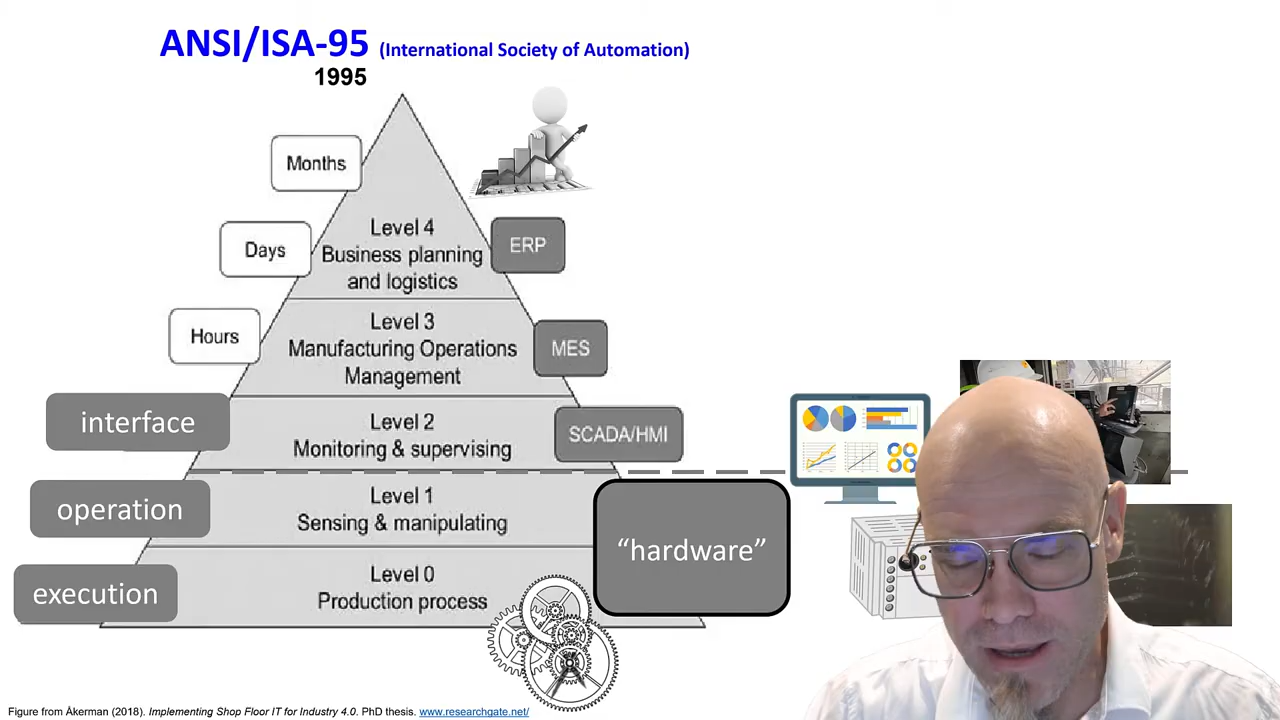 ANSI/ISA-95 (International Society of Automation)
1995
Months
Level 4
Business planning
and logistics
Days
ERP
Level 3
Manufacturing Operations
Management
Hours
MES
interface
Level 2
Monitoring & supervising
SCADA/HMI
operation
Level 1
Sensing & manipulating
"hardware"
execution
Level 0
Production process
Figure from Åkerman (2018). Implementing Shop Floor IT for Industry 4.0. PhD thesis. www.researchgate.net/